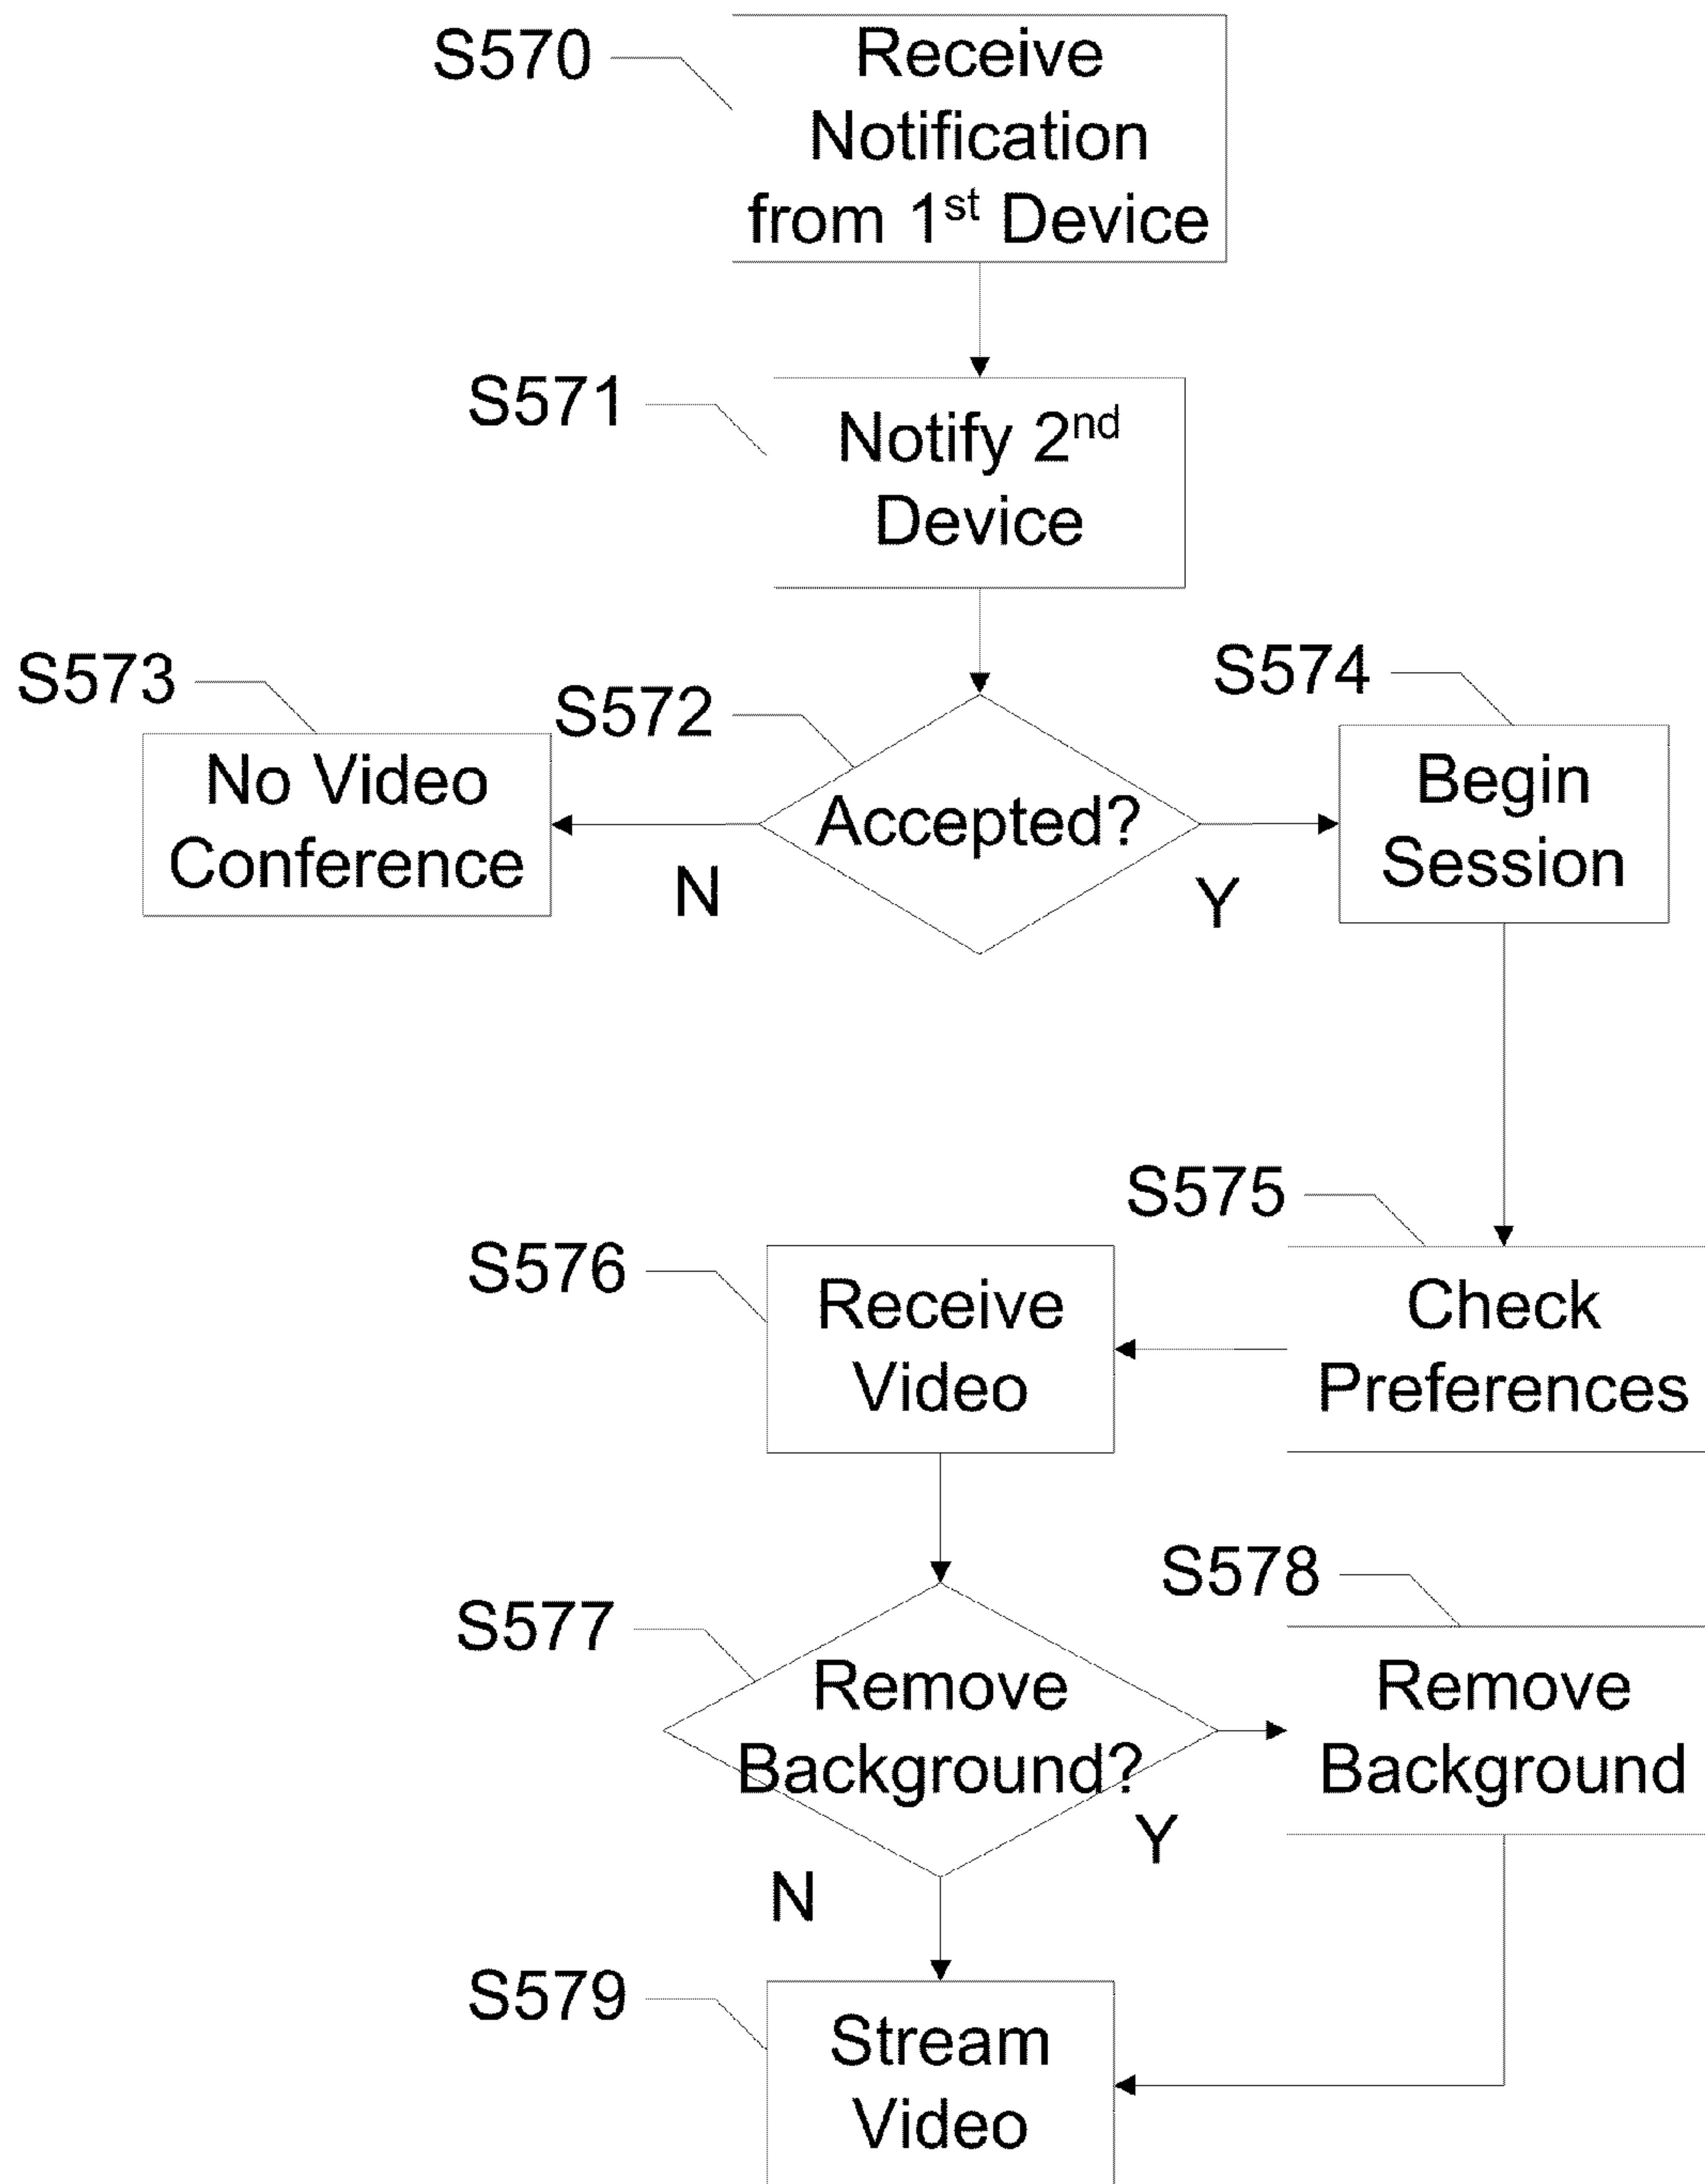 S570
Receive
Notification
from 1st Device
S571
Notify 2nd
Device
S573
No Video
Conference
S572
Accepted?
N
Y
S574
Begin
Session
S575
Check
Preferences
S576
Receive
Video
S577
Remove
Background?
Y
N
S578
Remove
Background
S579
Stream
Video